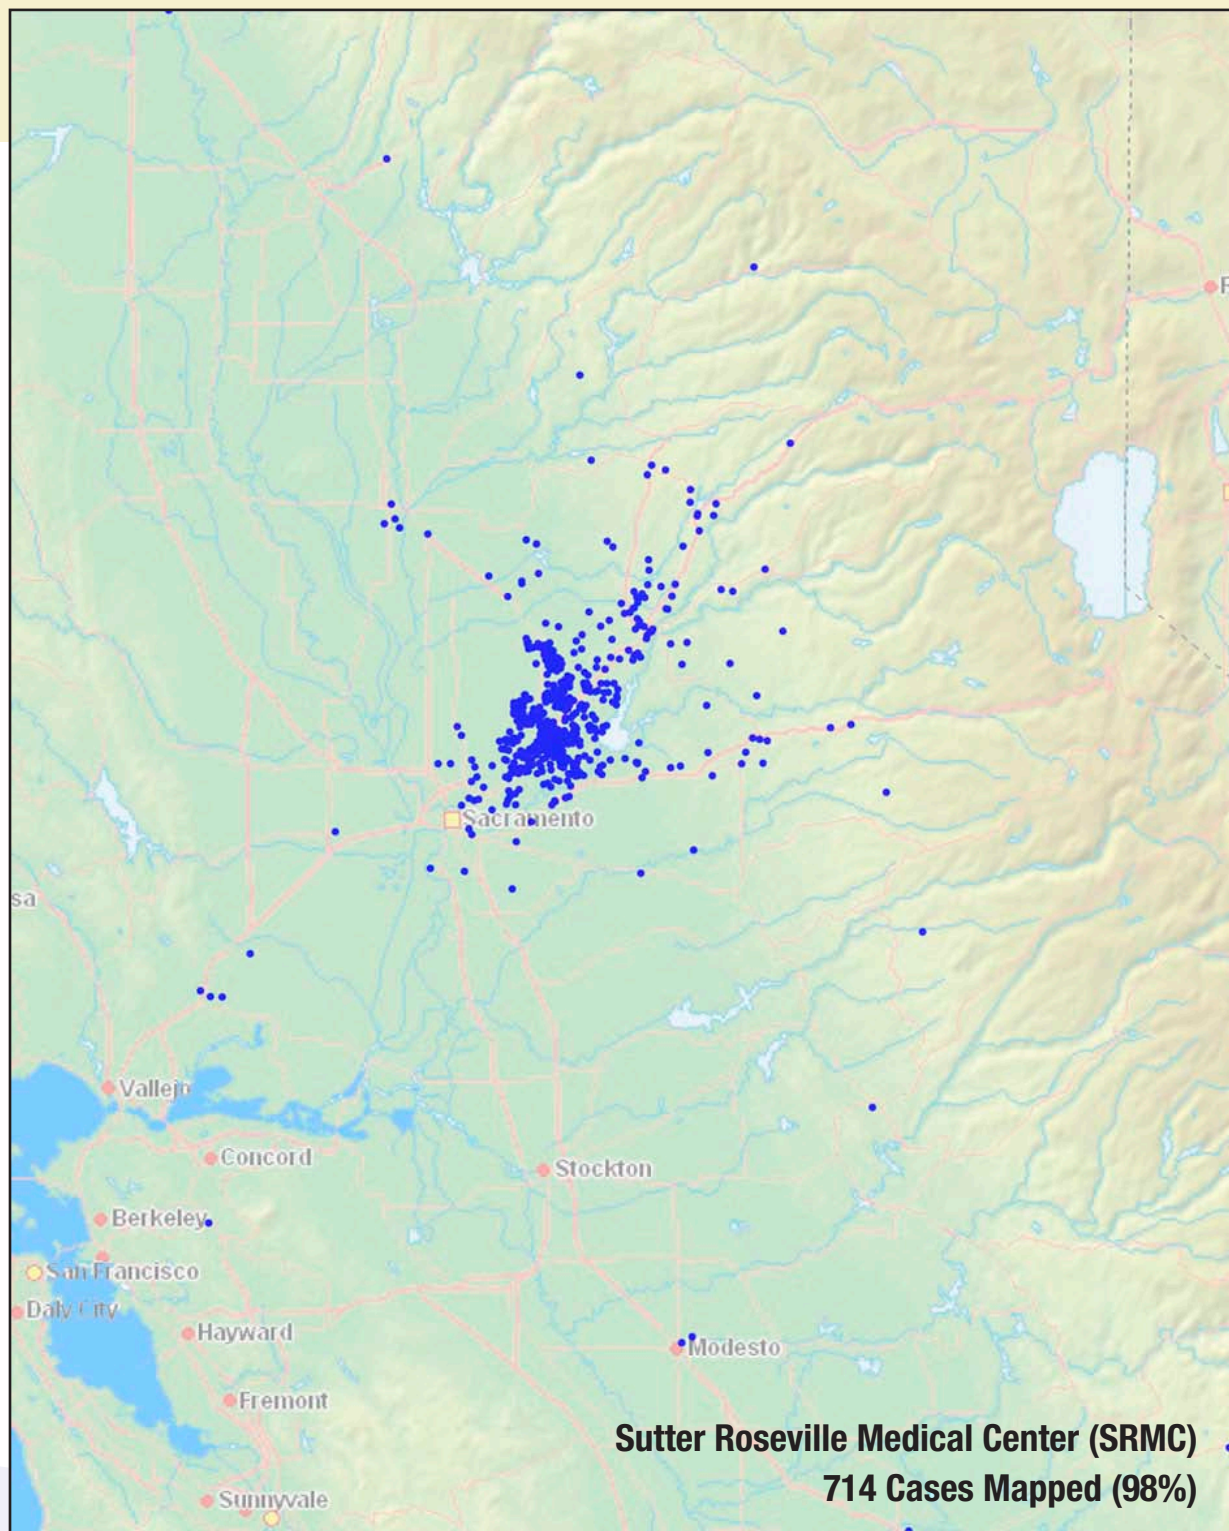 F
Sacramento
sa
Vallejo
Concord
Stockton
Berkeley
San Francisco
Daly City
Hayward
Modesto
Fremont
Sutter Roseville Medical Center (SRMC)
714 Cases Mapped (98%)
Sunnyvale